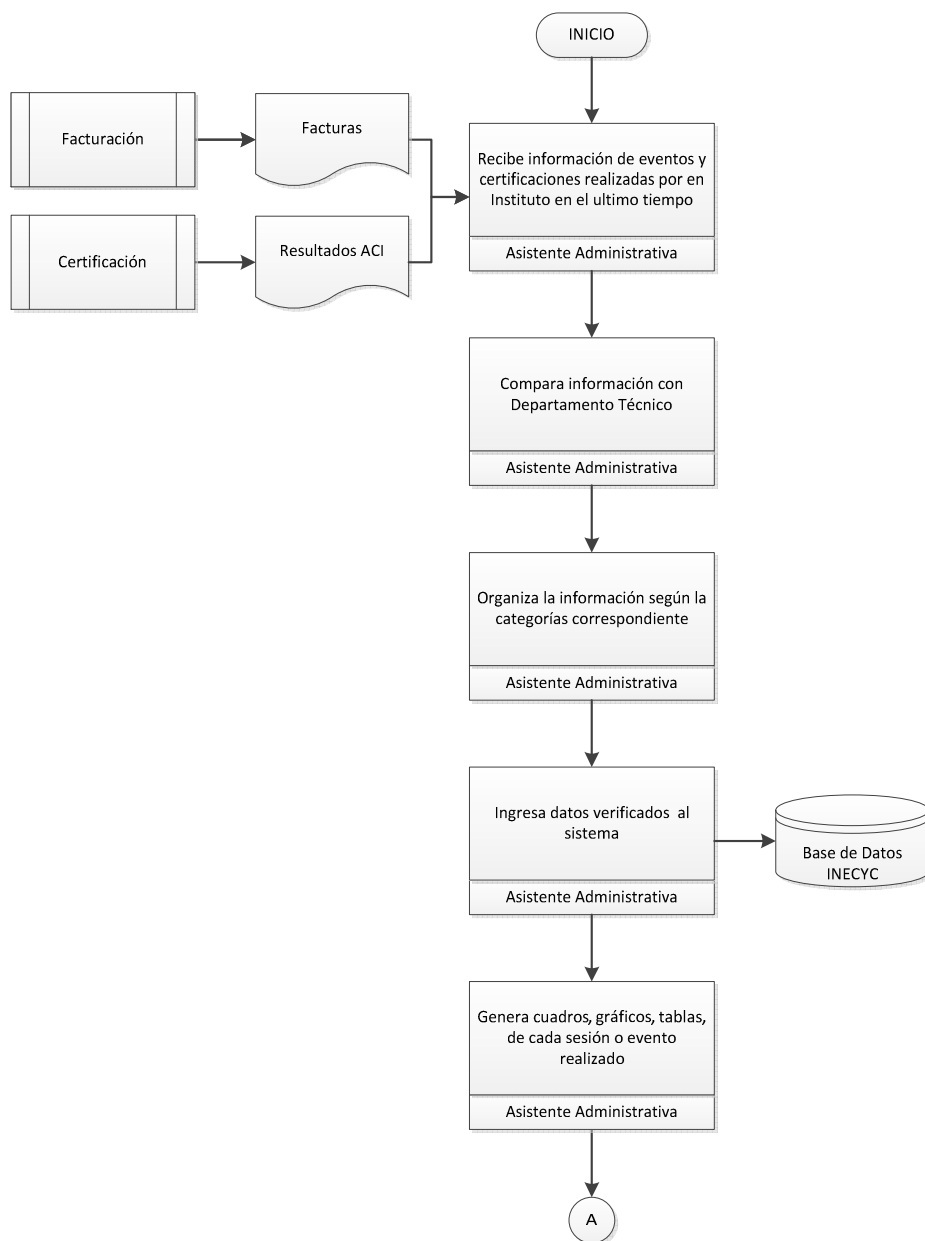 INICIO
Facturación
Facturas
Recibe información de eventos y
certificaciones realizadas por en
Instituto en el ultimo tiempo
Asistente Administrativa
Certificación
Resultados ACI
Compara información con
Departamento Técnico
Asistente Administrativa
Organiza la información según la
categorías correspondiente
Asistente Administrativa
Ingresa datos verificados  al
sistema
Asistente Administrativa
Base de Datos
INECYC
Genera cuadros, gráficos, tablas,
de cada sesión o evento
realizado
Asistente Administrativa
A